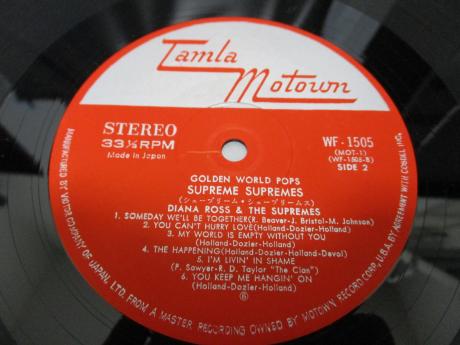 Tamla
Motown
STEREO
33⅓RPM
Made in Japan
WF-1505
(MOT-1)
(WF-1505-B)
SIDE 2
GOLDEN WORLD POPS
SUPREME SUPREMES
(シュープリーム・シュープリームス)
DIANA ROSS & THE SUPREMES
1. SOMEDAY WE'LL BE TOGETHER(R. Beaver-J. Bristol-M. Johnson)
2. YOU CAN'T HURRY LOVE(Holland-Dozier-Holland)
3. MY WORLD IS EMPTY WITHOUT YOU
(Holland-Dozier-Holland)
4. THE HAPPENING(Holland-Dozier-Holland-Devol)
5. I'M LIVIN' IN SHAME
(P. Sawyer-R. D. Taylor "The Clan")
6. YOU KEEP ME HANGIN' ON
(Holland-Dozier-Holland)
MANUFACTURED BY VICTOR COMPANY OF JAPAN, LTD. FROM A MASTER RECORDING OWNED BY MOTOWN RECORD CORP., U.S.A. BY AGREEMENT WITH CORDEL INC.